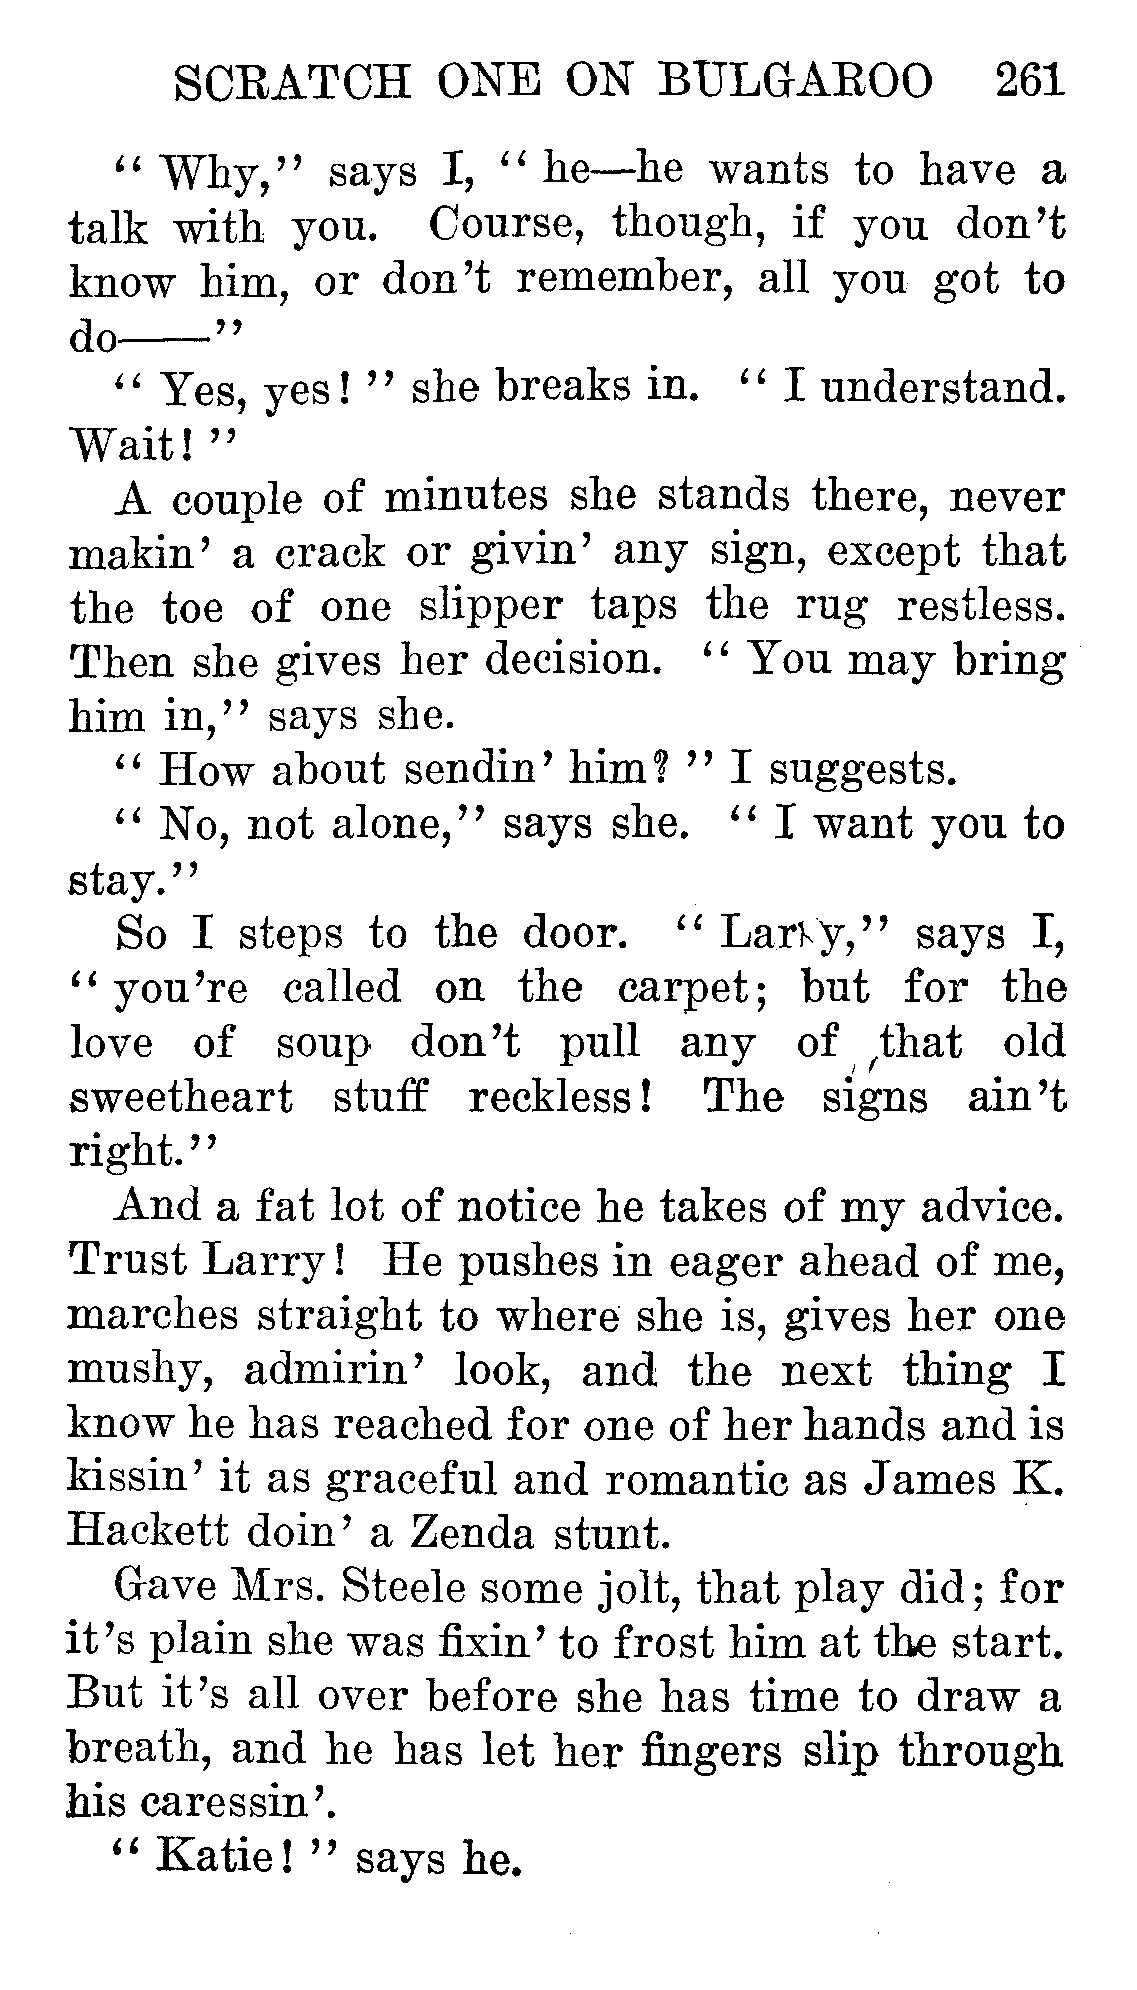 SCRATCH ONE ON BULGAROO 261
“ Why,” says I, “ he—he wants to have a
talk with you. Course, though, if you don’t
know him, or don’t remember, all you got to
do——”
“ Yes, yes! ” she breaks in. “ I understand.
Wait! ”
A couple of minutes she stands there, never
makin’ a crack or givin’ any sign, except that
the toe of one slipper taps the rug restless.
Then she gives her decision. “ You may bring
him in,” says she.
“ How about sendin’ him? ” I suggests.
“ No, not alone,” says she. “ I want you to
stay.”
So I steps to the door. “ Larry,” says I,
“ you’re called on the carpet; but for the
love of soup don’t pull any of that old
sweetheart stuff reckless! The signs ain’t
right.”
And a fat lot of notice he takes of my advice.
Trust Larry! He pushes in eager ahead of me,
marches straight to where she is, gives her one
mushy, admirin’ look, and the next thing I
know he has reached for one of her hands and is
kissin’ it as graceful and romantic as James K.
Hackett doin’ a Zenda stunt.
Gave Mrs. Steele some jolt, that play did; for
it’s plain she was fixin’ to frost him at the start.
But it’s all over before she has time to draw a
breath, and he has let her fingers slip through
his caressin’.
“ Katie! ” says he.